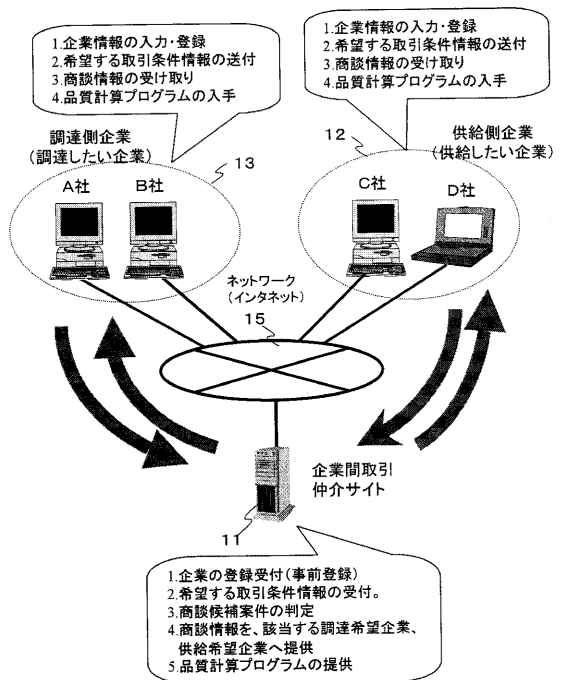 1.企業情報の入力・登録
2.希望する取引条件情報の送付
3.商談情報の受け取り
4.品質計算プログラムの入手
1.企業情報の入力・登録
2.希望する取引条件情報の送付
3.商談情報の受け取り
4.品質計算プログラムの入手
調達側企業
(調達したい企業)
13
A社
B社
12
供給側企業
(供給したい企業)
C社
D社
ネットワーク
(インタネット)
15
企業間取引
仲介サイト
11
1.企業の登録受付(事前登録)
2.希望する取引条件情報の受付。
3.商談候補案件の判定
4.商談情報を、該当する調達希望企業、
供給希望企業へ提供
5.品質計算プログラムの提供